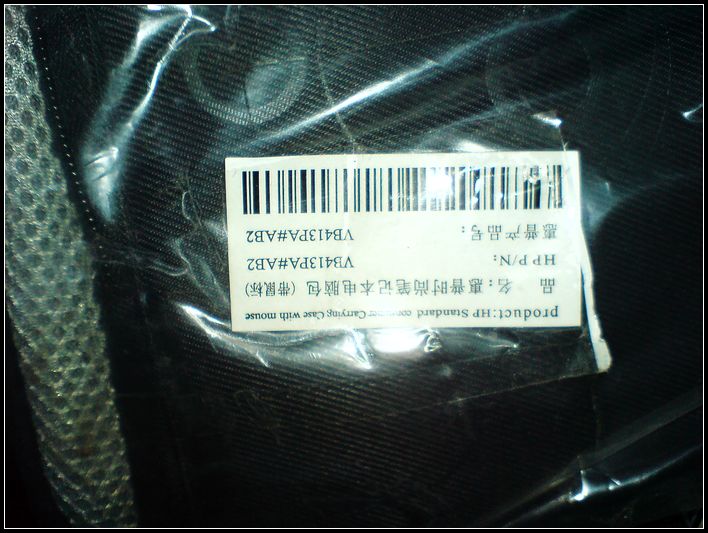 product:HP Standard computer Carrying Case with mouse
品 名:惠普时尚笔记本电脑包(带鼠标)
HP P/N: VB413PA#AB2
惠普产品号: VB413PA#AB2